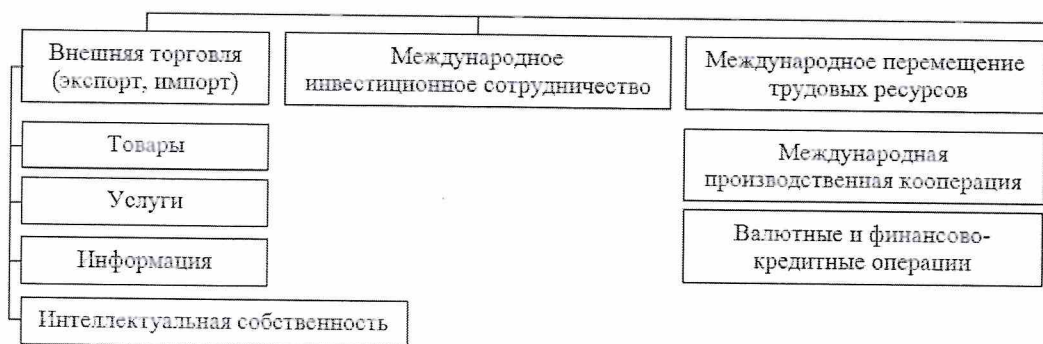 Внешняя торговля
(экспорт, импорт)
Международное
инвестиционное сотрудничество
Международное перемещение
трудовых ресурсов
Товары
Международная
производственная кооперация
Услуги
Валютные и финансово-
кредитные операции
Информация
Интеллектуальная собственность